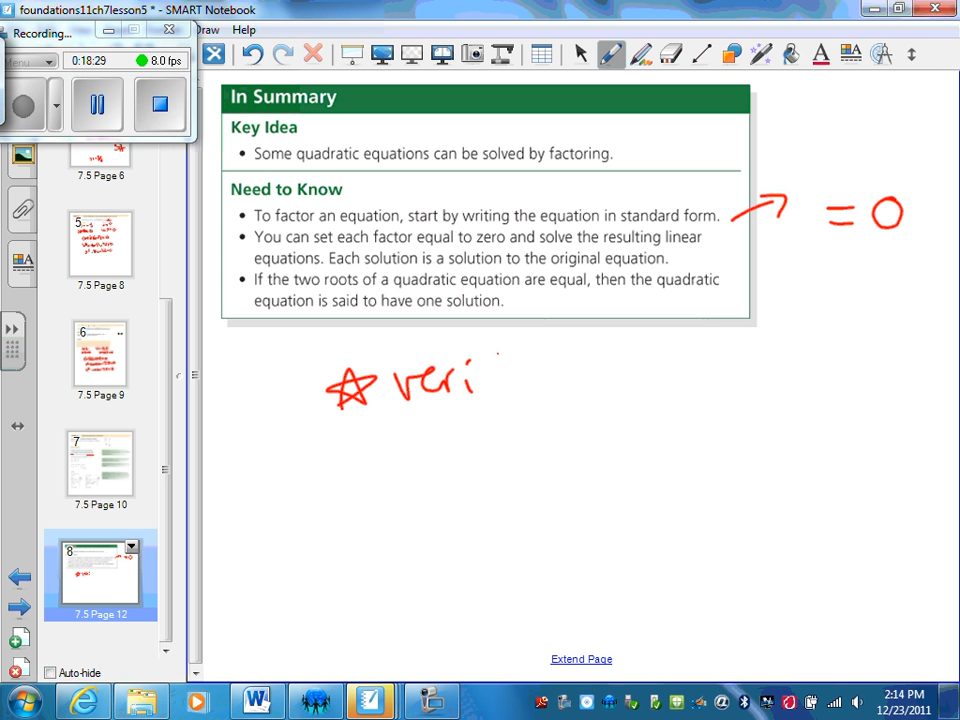 foundations11ch7lesson5 * - SMART Notebook
Recording...
Draw Help
Menu
0:18:29 8.0 fps
In Summary
Key Idea
• Some quadratic equations can be solved by factoring.
Need to Know
• To factor an equation, start by writing the equation in standard form.
= 0
• You can set each factor equal to zero and solve the resulting linear
equations. Each solution is a solution to the original equation.
• If the two roots of a quadratic equation are equal, then the quadratic
equation is said to have one solution.
veri
7.5 Page 6
5
7.5 Page 8
6
7.5 Page 9
7
7.5 Page 10
8
7.5 Page 12
Auto-hide
Extend Page
2:14 PM
12/23/2011